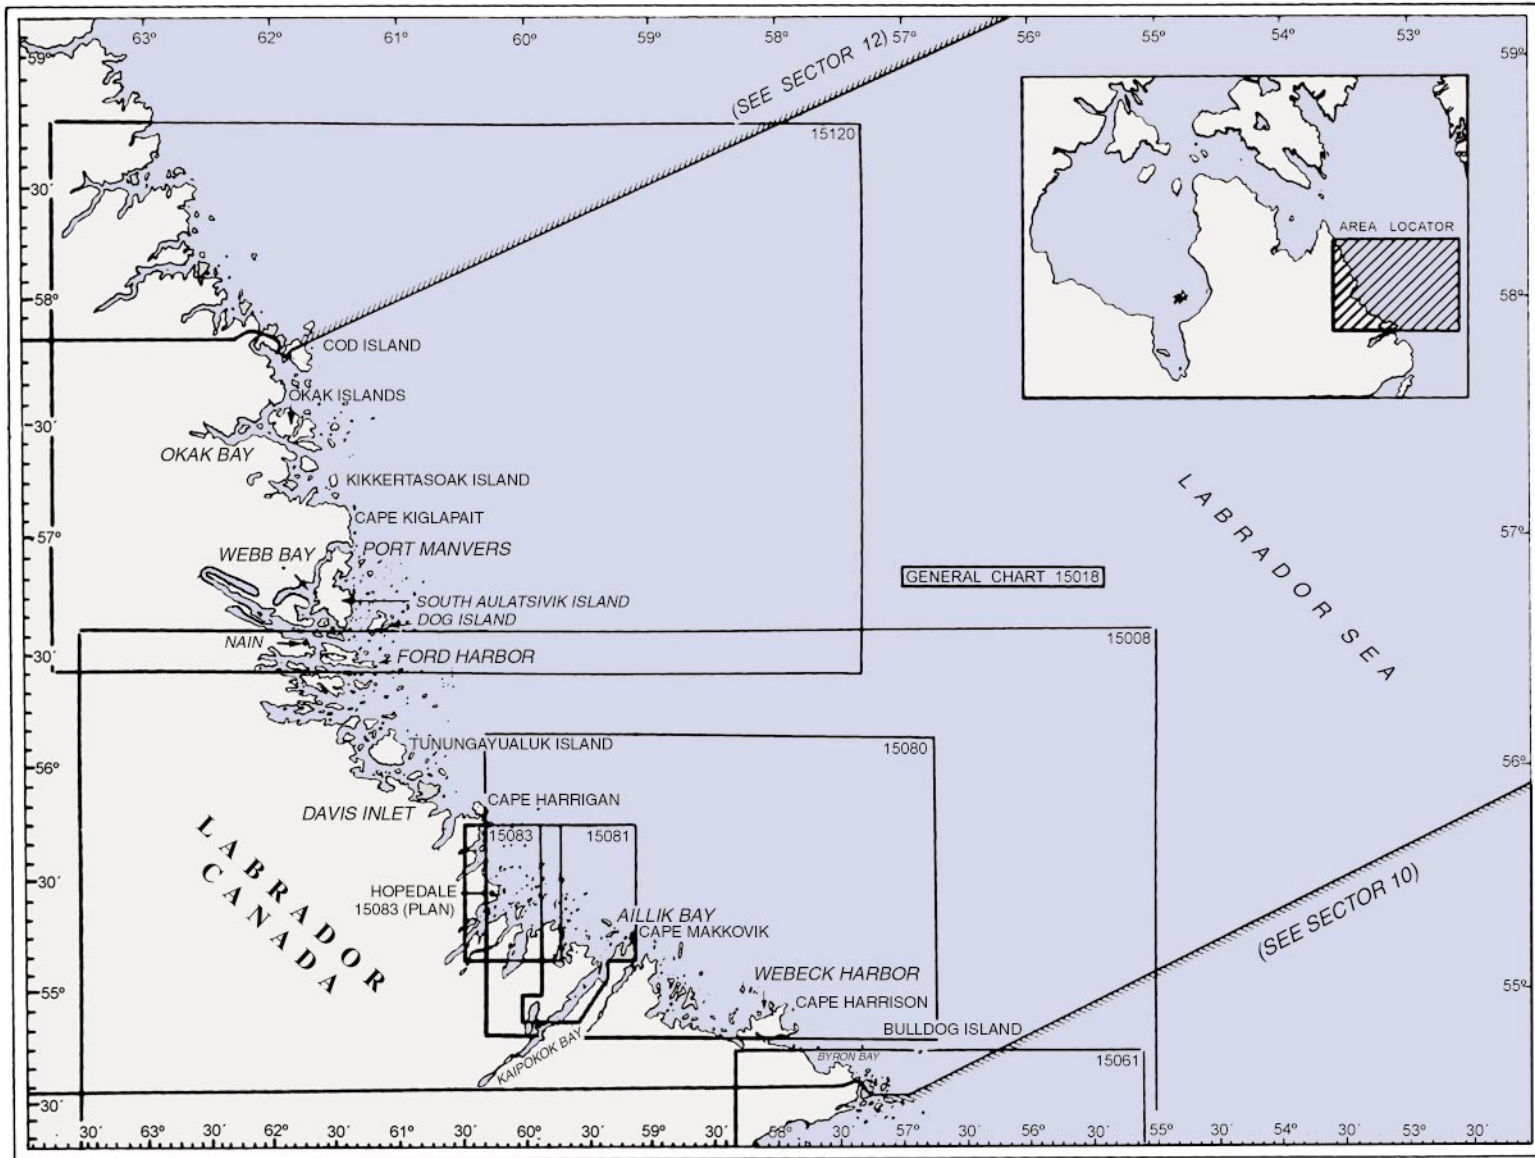 63° 62° 61° 60° 59° 58° 57° 56° 55° 54° 53°
59° 59°
(SEE SECTOR 12)
15120
30′
AREA LOCATOR
58° 58°
COD ISLAND
OKAK ISLANDS
30′
OKAK BAY
KIKKERTASOAK ISLAND
LABRADOR SEA
CAPE KIGLAPAIT
57° 57°
PORT MANVERS
WEBB BAY
GENERAL CHART 15018
SOUTH AULATSIVIK ISLAND
DOG ISLAND
15008
NAIN
30′
FORD HARBOR
TUNUNGAYUALUK ISLAND
15080
56° 56°
CAPE HARRIGAN
DAVIS INLET
15083 15081
LABRADOR
CANADA
30′
HOPEDALE
15083 (PLAN)
(SEE SECTOR 10)
AILLIK BAY
CAPE MAKKOVIK
WEBECK HARBOR
55° 55°
CAPE HARRISON
BULLDOG ISLAND
KAIPOKOK BAY
BYRON BAY
15061
30′
30′ 63° 30′ 62° 30′ 61° 30′ 60° 30′ 59° 30′ 58° 30′ 57° 30′ 56° 30′ 55° 30′ 54° 30′ 53° 30′